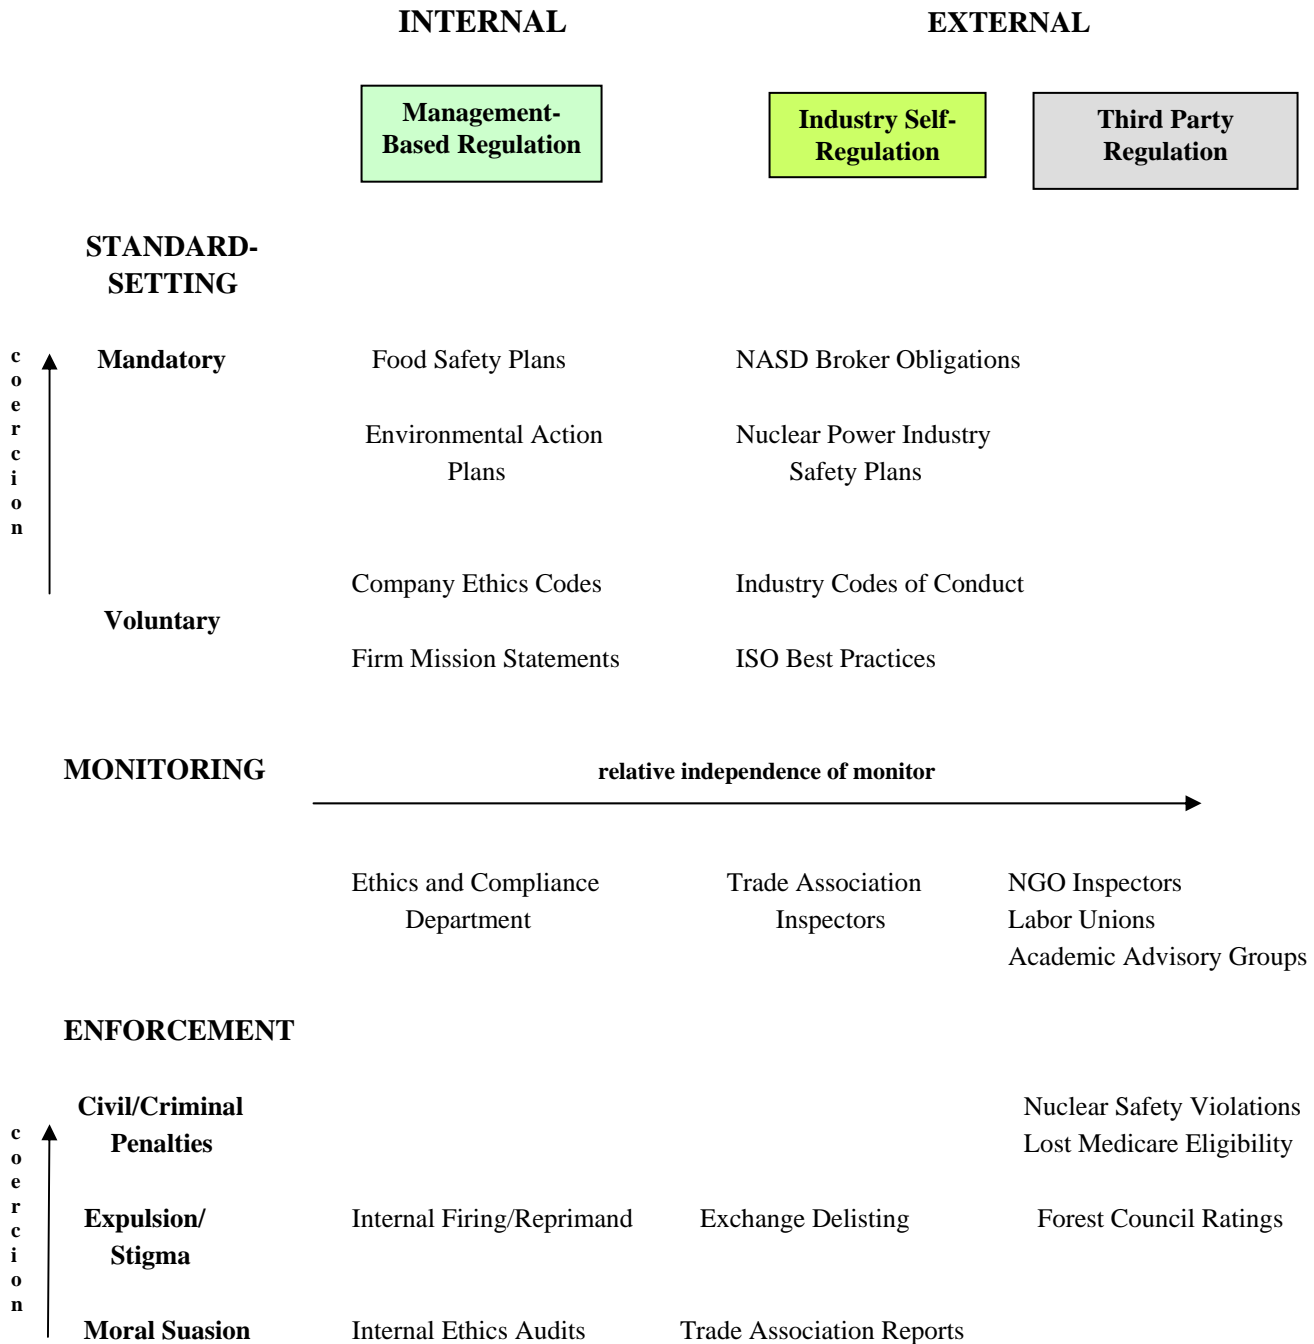 INTERNAL EXTERNAL
Management-
Based Regulation
Industry Self-
Regulation
Third Party
Regulation
STANDARD-
SETTING
coercion
Mandatory Food Safety Plans NASD Broker Obligations
Environmental Action Nuclear Power Industry
Plans Safety Plans
Company Ethics Codes Industry Codes of Conduct
Voluntary
Firm Mission Statements ISO Best Practices
MONITORING relative independence of monitor
Ethics and Compliance Trade Association NGO Inspectors
Department Inspectors Labor Unions
Academic Advisory Groups
ENFORCEMENT
coercion
Civil/Criminal Nuclear Safety Violations
Penalties Lost Medicare Eligibility
Expulsion/ Internal Firing/Reprimand Exchange Delisting Forest Council Ratings
Stigma
Moral Suasion Internal Ethics Audits Trade Association Reports